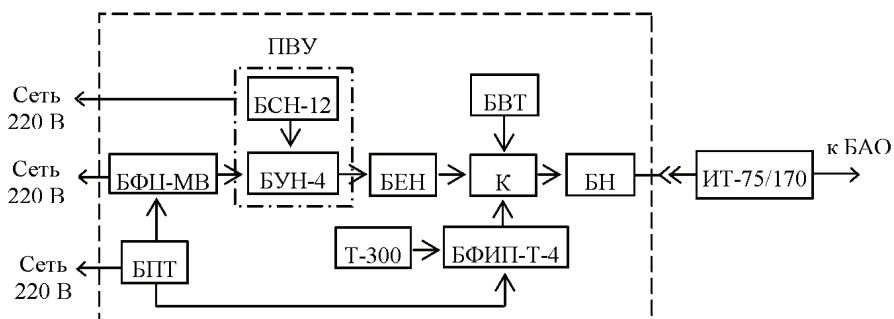 ПВУ
Сеть
220 В
БСН-12
БВТ
Сеть
220 В
БФЦ-МВ
БУН-4
БЕН
К
БН
ИТ-75/170
к БАО
Сеть
220 В
БПТ
Т-300
БФИП-Т-4